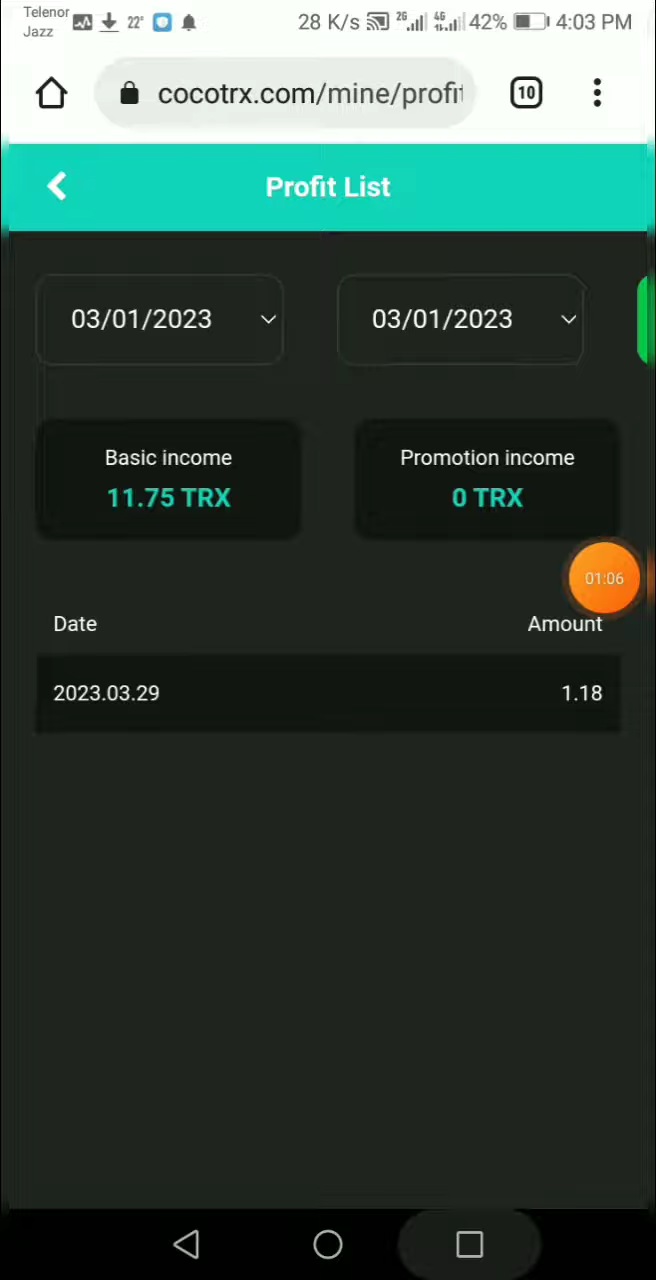 Telenor
Jazz
22° 28 K/s 2G 4G 42% 4:03 PM
cocotrx.com/mine/profit
10
Profit List
03/01/2023 03/01/2023
Basic income Promotion income
11.75 TRX 0 TRX
01:06
Date Amount
2023.03.29 1.18